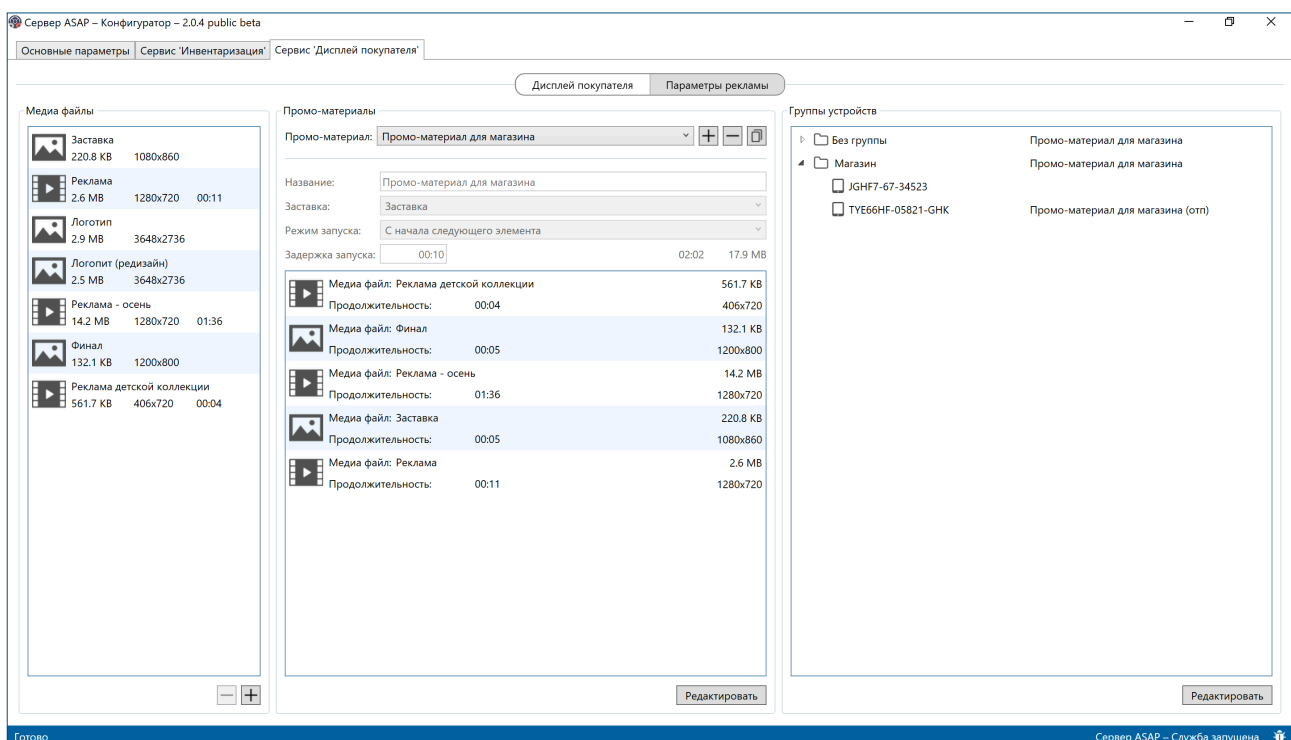 Сервер ASAP – Конфигуратор – 2.0.4 public beta
Основные параметры Сервис 'Инвентаризация' Сервис 'Дисплей покупателя'
Дисплей покупателя Параметры рекламы
Медиа файлы
Заставка
220.8 KB 1080x860
Реклама
2.6 MB 1280x720 00:11
Логотип
2.9 MB 3648x2736
Логопит (редизайн)
2.5 MB 3648x2736
Реклама - осень
14.2 MB 1280x720 01:36
Финал
132.1 KB 1200x800
Реклама детской коллекции
561.7 KB 406x720 00:04
Промо-материалы
Промо-материал: Промо-материал для магазина
Название: Промо-материал для магазина
Заставка: Заставка
Режим запуска: С начала следующего элемента
Задержка запуска: 00:10 02:02 17.9 MB
Медиа файл: Реклама детской коллекции 561.7 KB
Продолжительность: 00:04 406x720
Медиа файл: Финал 132.1 KB
Продолжительность: 00:05 1200x800
Медиа файл: Реклама - осень 14.2 MB
Продолжительность: 01:36 1280x720
Медиа файл: Заставка 220.8 KB
Продолжительность: 00:05 1080x860
Медиа файл: Реклама 2.6 MB
Продолжительность: 00:11 1280x720
Редактировать
Группы устройств
Без группы Промо-материал для магазина
Магазин Промо-материал для магазина
JGHF7-67-34523
TYE66HF-05821-GHK Промо-материал для магазина (отп)
Редактировать
Готово Сервер ASAP – Служба запущена